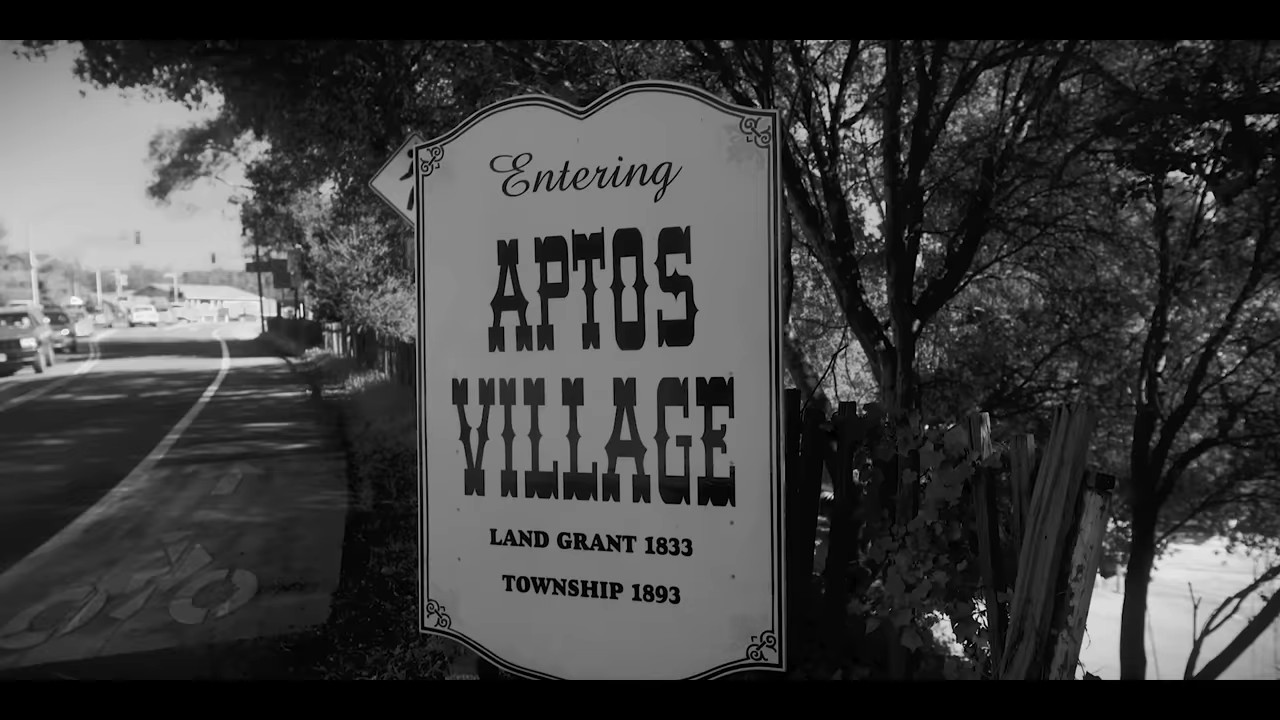 Entering
APTOS
VILLAGE
LAND GRANT 1833
TOWNSHIP 1893